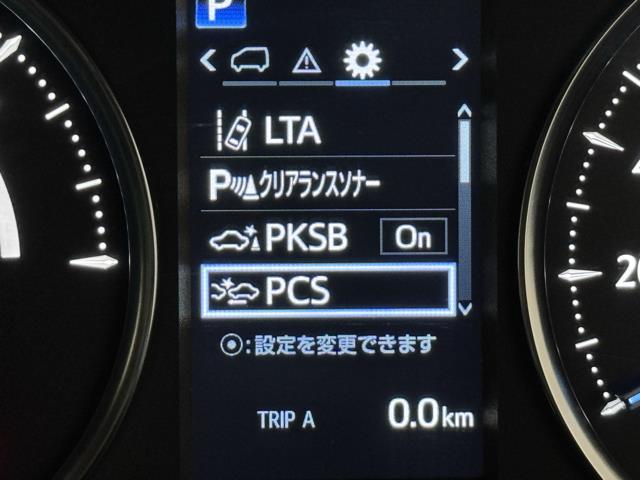 P
LTA
P クリアランスソナー
PKSB On
PCS
:設定を変更できます
TRIP A 0.0km